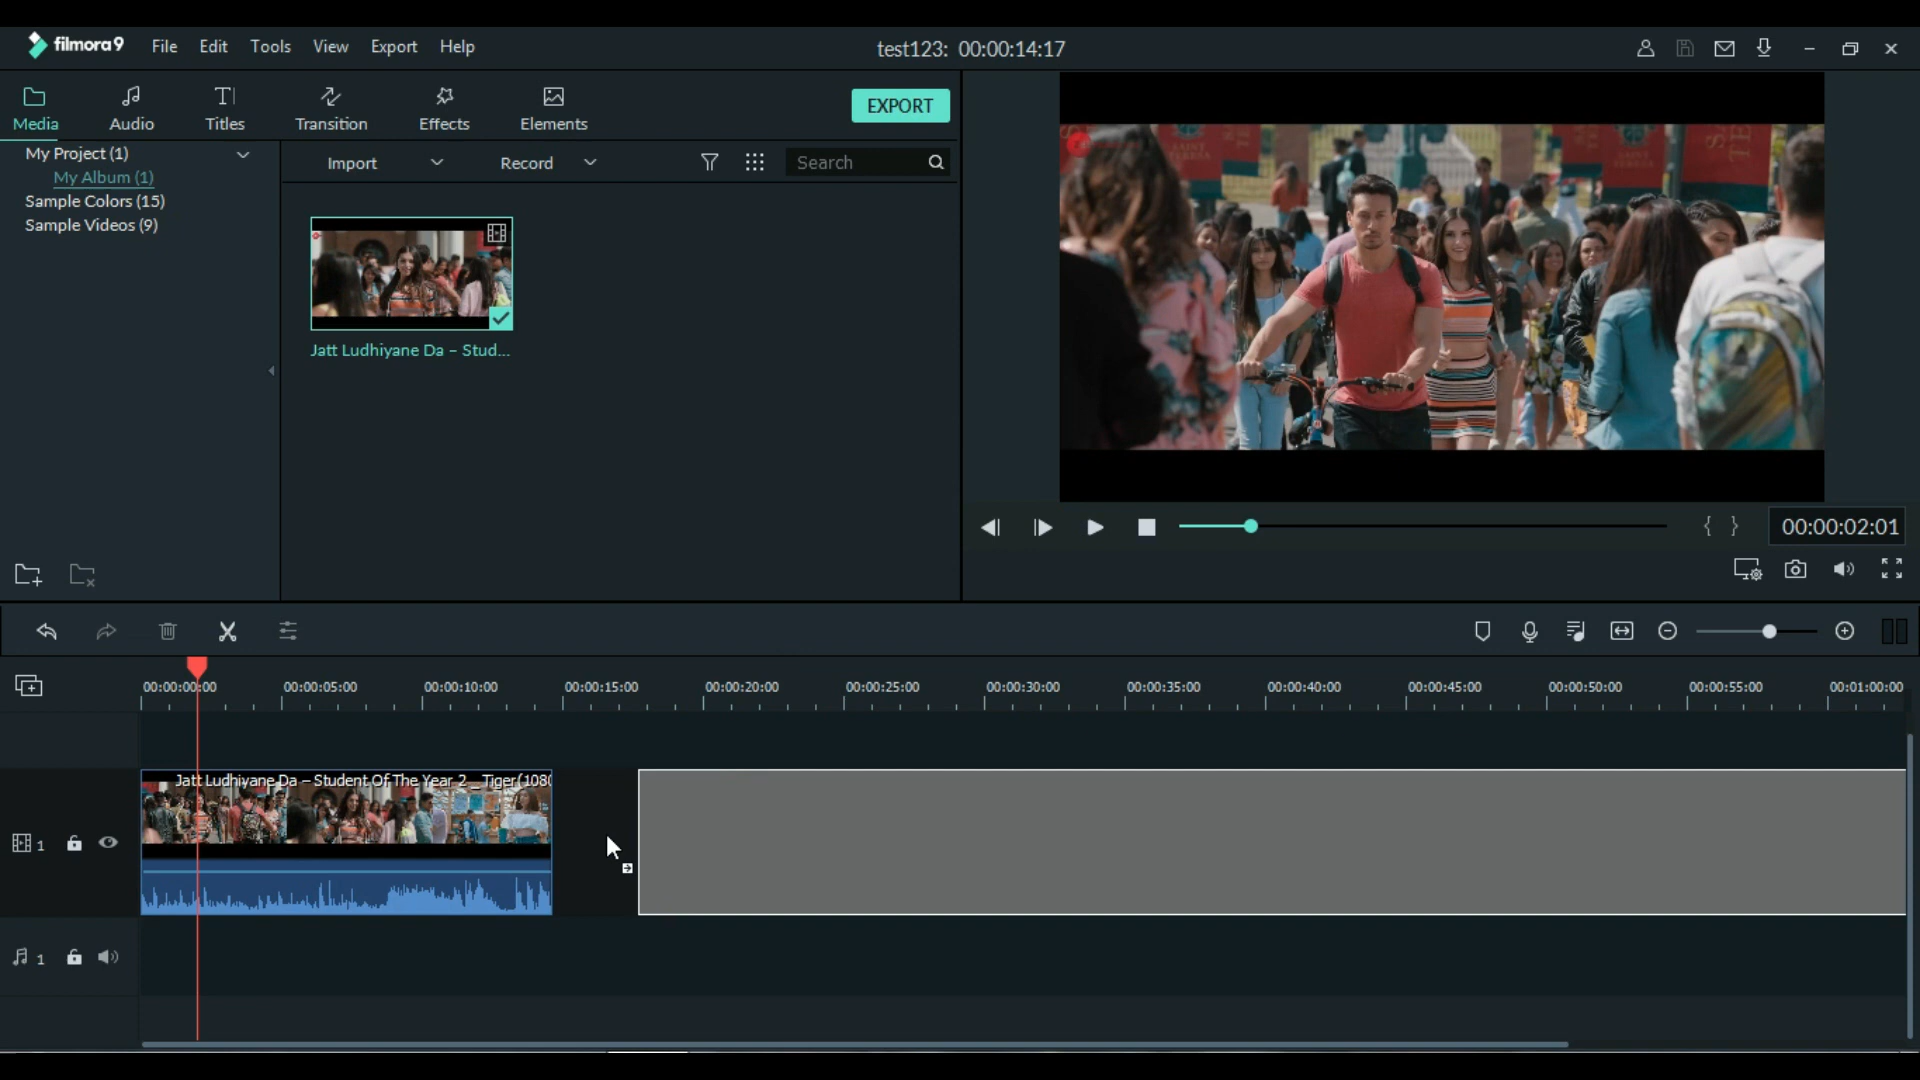 filmora9 File Edit Tools View Export Help test123: 00:00:14:17
Media Audio Titles Transition Effects Elements EXPORT
My Project (1) Import Record Search
My Album (1)
Sample Colors (15)
Sample Videos (9)
Jatt Ludhiyane Da – Stud...
SAINT TERESA
00:00:02:01
00:00:00:00 00:00:05:00 00:00:10:00 00:00:15:00 00:00:20:00 00:00:25:00 00:00:30:00 00:00:35:00 00:00:40:00 00:00:45:00 00:00:50:00 00:00:55:00 00:01:00:00
Jatt Ludhiyane Da – Student Of The Year 2 _ Tiger(1080
1
1